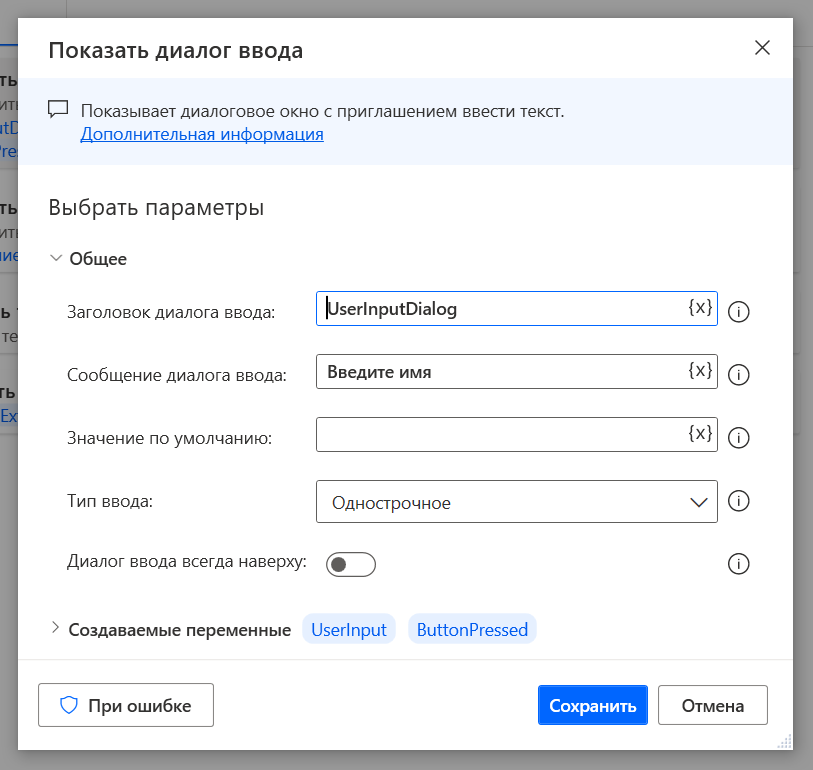 Показать диалог ввода
Показывает диалоговое окно с приглашением ввести текст.
Дополнительная информация
Выбрать параметры
Общее
Заголовок диалога ввода: UserInputDialog {x}
Сообщение диалога ввода: Введите имя {x}
Значение по умолчанию: {x}
Тип ввода: Однострочное
Диалог ввода всегда наверху:
Создаваемые переменные UserInput ButtonPressed
При ошибке Сохранить Отмена